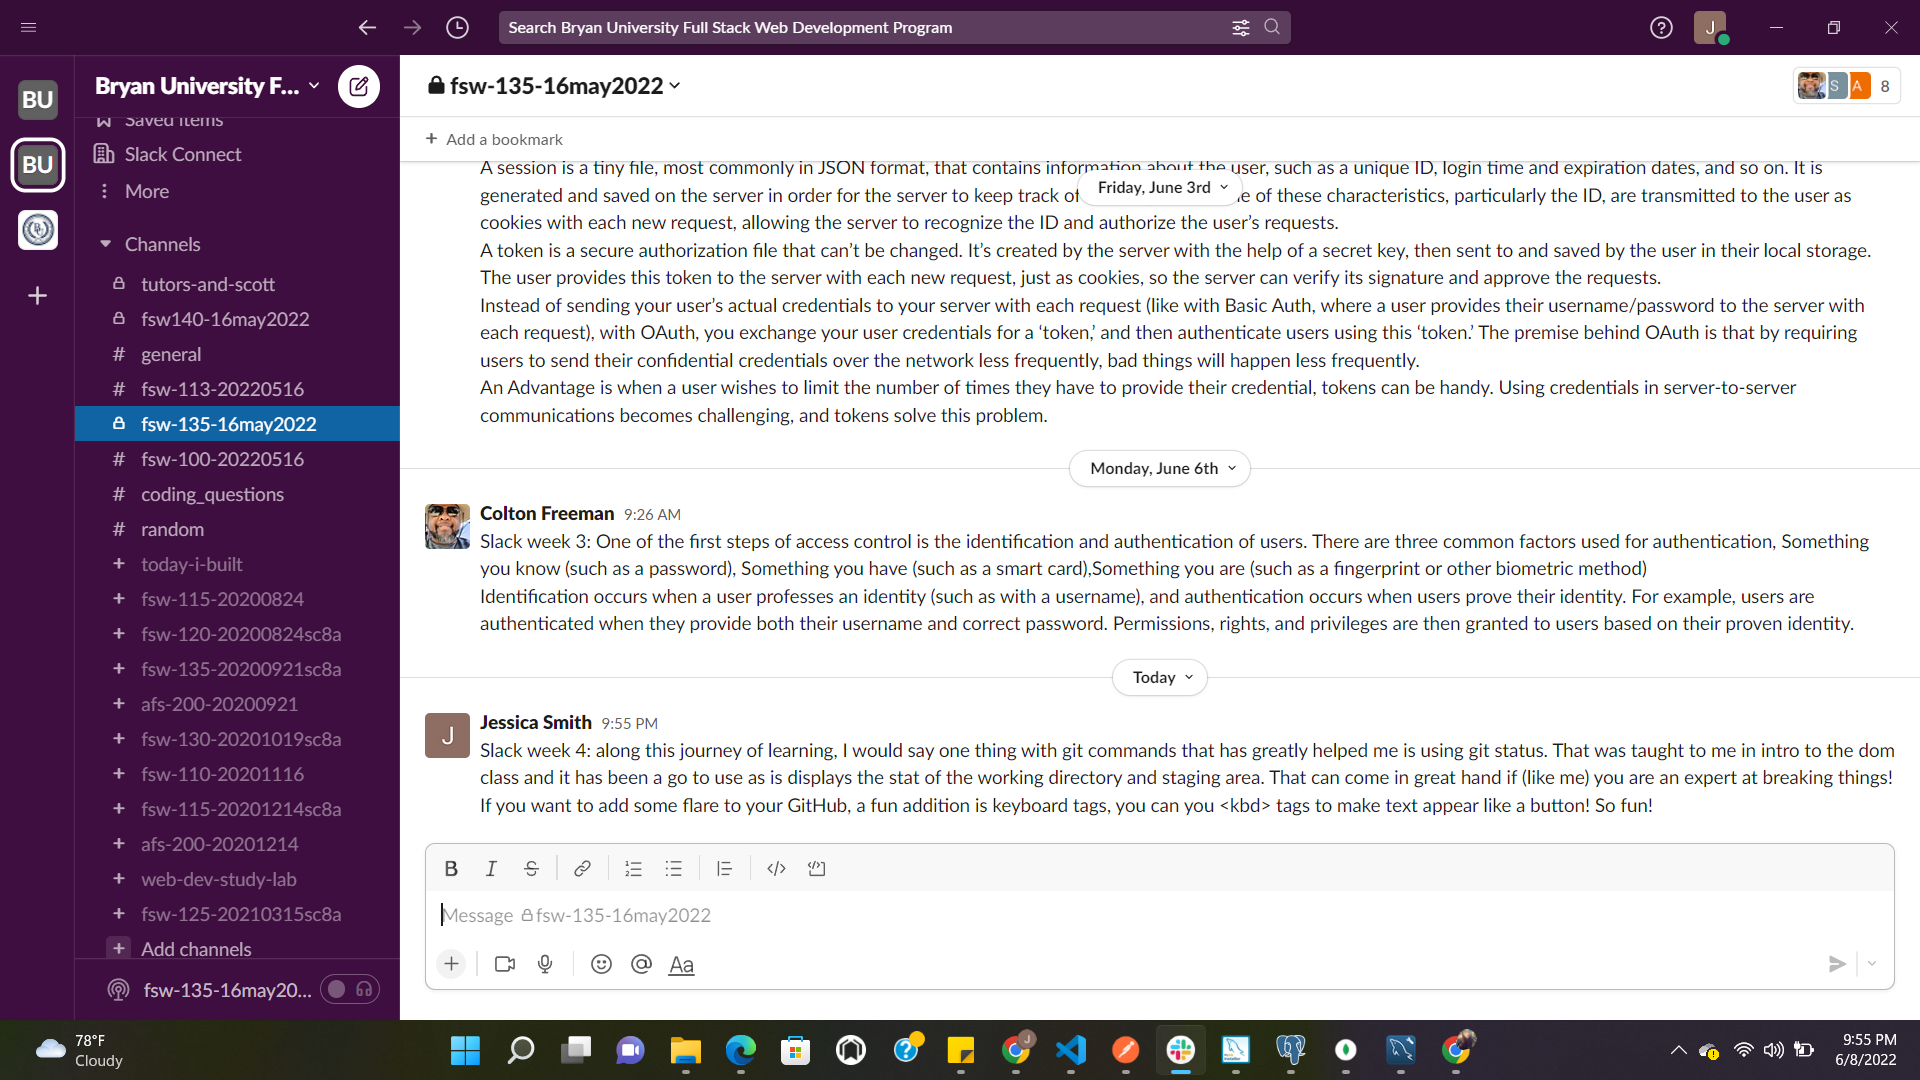 Search Bryan University Full Stack Web Development Program
J
BU
BU
Bryan University F...
Saved items
Slack Connect
More
Channels
tutors-and-scott
fsw140-16may2022
# general
# fsw-113-20220516
fsw-135-16may2022
# fsw-100-20220516
# coding_questions
# random
+ today-i-built
+ fsw-115-20200824
+ fsw-120-20200824sc8a
+ fsw-135-20200921sc8a
+ afs-200-20200921
+ fsw-130-20201019sc8a
+ fsw-110-20201116
+ fsw-115-20201214sc8a
+ afs-200-20201214
+ web-dev-study-lab
+ fsw-125-20210315sc8a
+ Add channels
fsw-135-16may20...
fsw-135-16may2022
S A 8
+ Add a bookmark
A session is a tiny file, most commonly in JSON format, that contains information about the user, such as a unique ID, login time and expiration dates, and so on. It is
Friday, June 3rd
generated and saved on the server in order for the server to keep track of e of these characteristics, particularly the ID, are transmitted to the user as
cookies with each new request, allowing the server to recognize the ID and authorize the user’s requests.
A token is a secure authorization file that can’t be changed. It’s created by the server with the help of a secret key, then sent to and saved by the user in their local storage.
The user provides this token to the server with each new request, just as cookies, so the server can verify its signature and approve the requests.
Instead of sending your user’s actual credentials to your server with each request (like with Basic Auth, where a user provides their username/password to the server with
each request), with OAuth, you exchange your user credentials for a ‘token,’ and then authenticate users using this ‘token.’ The premise behind OAuth is that by requiring
users to send their confidential credentials over the network less frequently, bad things will happen less frequently.
An Advantage is when a user wishes to limit the number of times they have to provide their credential, tokens can be handy. Using credentials in server-to-server
communications becomes challenging, and tokens solve this problem.
Monday, June 6th
Colton Freeman 9:26 AM
Slack week 3: One of the first steps of access control is the identification and authentication of users. There are three common factors used for authentication, Something
you know (such as a password), Something you have (such as a smart card),Something you are (such as a fingerprint or other biometric method)
Identification occurs when a user professes an identity (such as with a username), and authentication occurs when users prove their identity. For example, users are
authenticated when they provide both their username and correct password. Permissions, rights, and privileges are then granted to users based on their proven identity.
Today
J
Jessica Smith 9:55 PM
Slack week 4: along this journey of learning, I would say one thing with git commands that has greatly helped me is using git status. That was taught to me in intro to the dom
class and it has been a go to use as is displays the stat of the working directory and staging area. That can come in great hand if (like me) you are an expert at breaking things!
If you want to add some flare to your GitHub, a fun addition is keyboard tags, you can you <kbd> tags to make text appear like a button! So fun!
B I S
Message fsw-135-16may2022
Aa
78°F
Cloudy
9:55 PM
6/8/2022